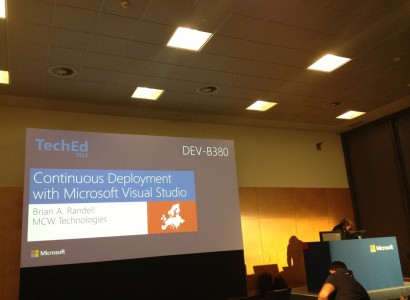 TechEd
2013
DEV-B380
Continuous Deployment
with Microsoft Visual Studio
Brian A. Randell
MCW Technologies
Microsoft
Microsoft